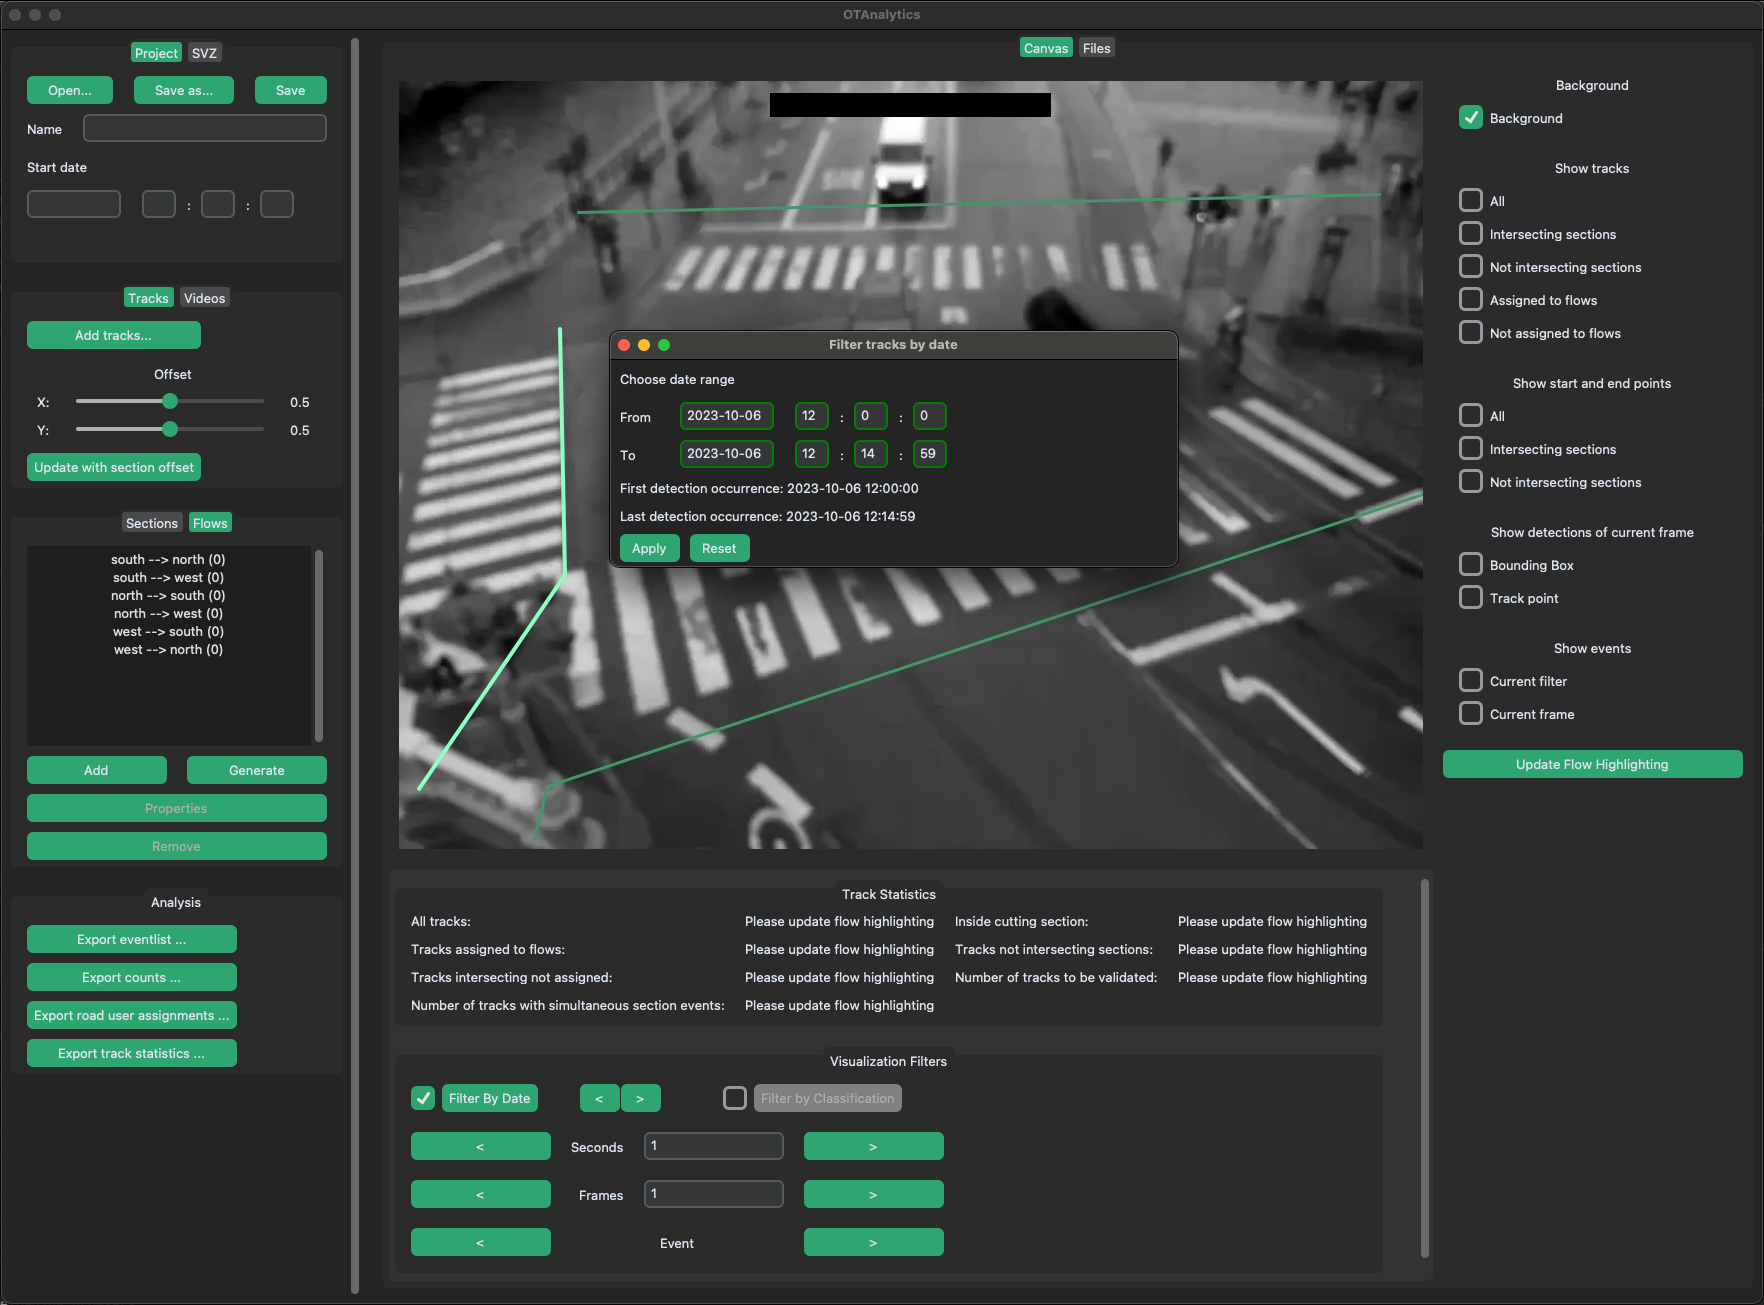 OTAnalytics
Project SVZ
Open... Save as... Save
Name
Start date
: :
Tracks Videos
Add tracks...
Offset
X: 0.5
Y: 0.5
Update with section offset
Sections Flows
south --> north (0)
south --> west (0)
north --> south (0)
north --> west (0)
west --> south (0)
west --> north (0)
Add Generate
Properties
Remove
Analysis
Export eventlist ...
Export counts ...
Export road user assignments ...
Export track statistics ...
Canvas Files
Filter tracks by date
Choose date range
From 2023-10-06 12 : 0 : 0
To 2023-10-06 12 : 14 : 59
First detection occurrence: 2023-10-06 12:00:00
Last detection occurrence: 2023-10-06 12:14:59
Apply Reset
Track Statistics
All tracks: Please update flow highlighting Inside cutting section: Please update flow highlighting
Tracks assigned to flows: Please update flow highlighting Tracks not intersecting sections: Please update flow highlighting
Tracks intersecting not assigned: Please update flow highlighting Number of tracks to be validated: Please update flow highlighting
Number of tracks with simultaneous section events: Please update flow highlighting
Visualization Filters
Filter By Date < > Filter by Classification
< Seconds 1 >
< Frames 1 >
< Event >
Background
Background
Show tracks
All
Intersecting sections
Not intersecting sections
Assigned to flows
Not assigned to flows
Show start and end points
All
Intersecting sections
Not intersecting sections
Show detections of current frame
Bounding Box
Track point
Show events
Current filter
Current frame
Update Flow Highlighting